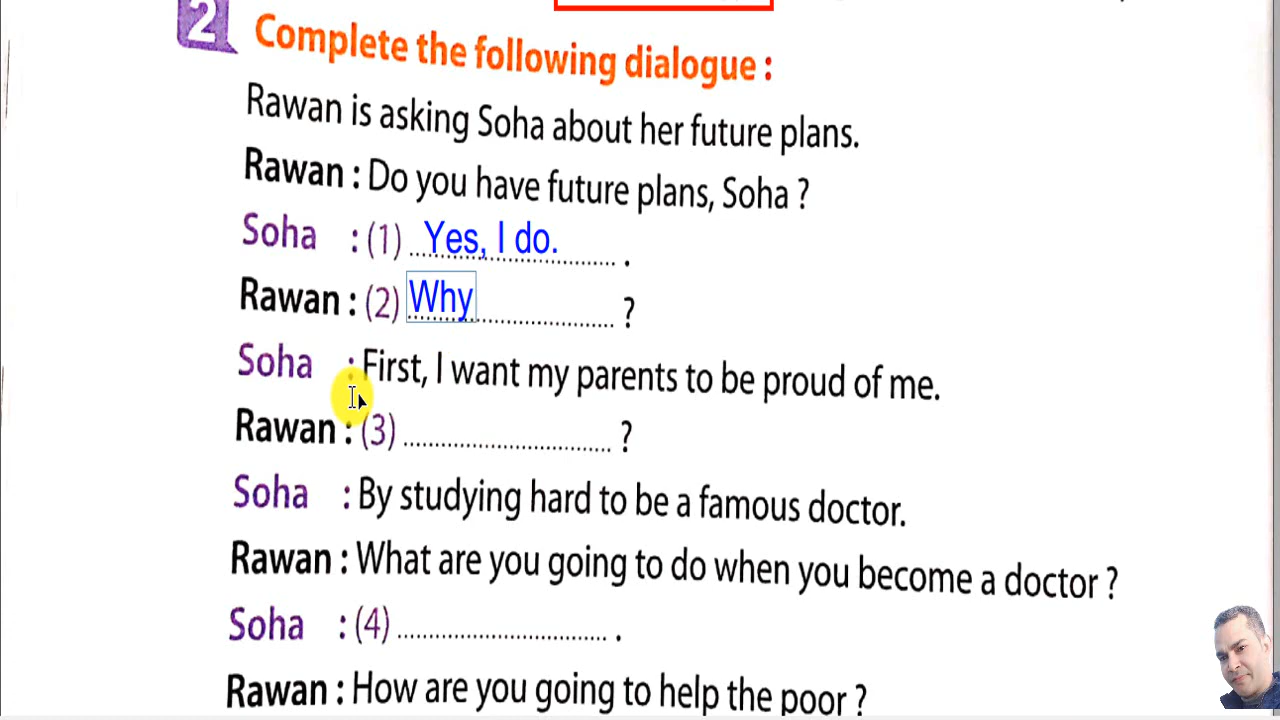 2 Complete the following dialogue :
Rawan is asking Soha about her future plans.
Rawan : Do you have future plans, Soha ?
Soha : (1) Yes, I do. .
Rawan : (2) Why ?
Soha : First, I want my parents to be proud of me.
Rawan : (3) ........................................ ?
Soha : By studying hard to be a famous doctor.
Rawan : What are you going to do when you become a doctor ?
Soha : (4) ........................................ .
Rawan : How are you going to help the poor ?